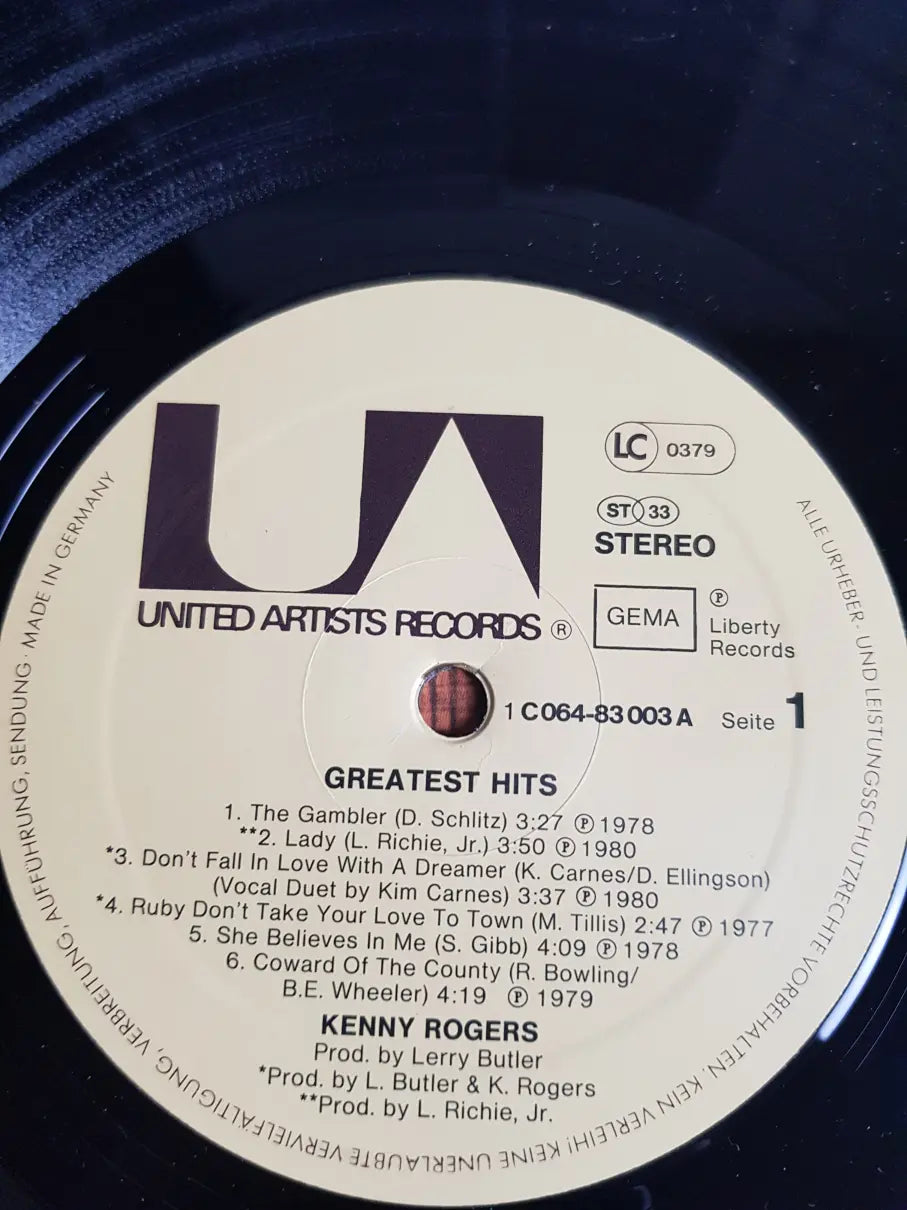 LC 0379
ST 33
STEREO
UNITED ARTISTS RECORDS ®
GEMA
℗
Liberty
Records
1 C 064-83 003 A Seite 1
GREATEST HITS
1. The Gambler (D. Schlitz) 3:27 ℗ 1978
**2. Lady (L. Richie, Jr.) 3:50 ℗ 1980
*3. Don't Fall In Love With A Dreamer (K. Carnes/D. Ellingson)
(Vocal Duet by Kim Carnes) 3:37 ℗ 1980
*4. Ruby Don't Take Your Love To Town (M. Tillis) 2:47 ℗ 1977
5. She Believes In Me (S. Gibb) 4:09 ℗ 1978
6. Coward Of The County (R. Bowling/
B.E. Wheeler) 4:19 ℗ 1979
KENNY ROGERS
Prod. by Lerry Butler
*Prod. by L. Butler & K. Rogers
**Prod. by L. Richie, Jr.
ALLE URHEBER- UND LEISTUNGSSCHUTZRECHTE VORBEHALTEN. KEIN VERLEIH! KEINE UNERLAUBTE VERVIELFÄLTIGUNG, VERBREITUNG, AUFFÜHRUNG, SENDUNG · MADE IN GERMANY